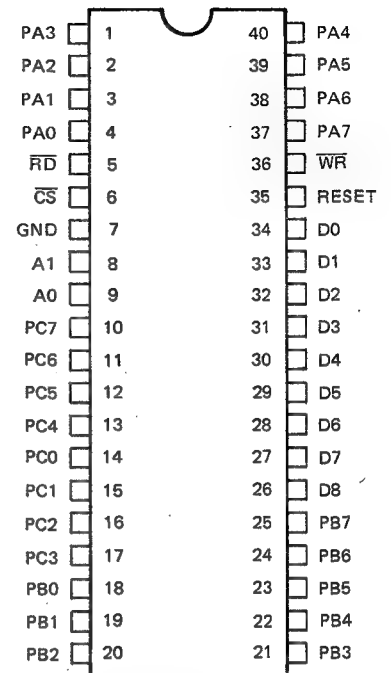 PA3 1 40 PA4
PA2 2 39 PA5
PA1 3 38 PA6
PA0 4 37 PA7
R̅D̅ 5 36 W̅R̅
C̅S̅ 6 35 RESET
GND 7 34 D0
A1 8 33 D1
A0 9 32 D2
PC7 10 31 D3
PC6 11 30 D4
PC5 12 29 D5
PC4 13 28 D6
PC0 14 27 D7
PC1 15 26 D8
PC2 16 25 PB7
PC3 17 24 PB6
PB0 18 23 PB5
PB1 19 22 PB4
PB2 20 21 PB3